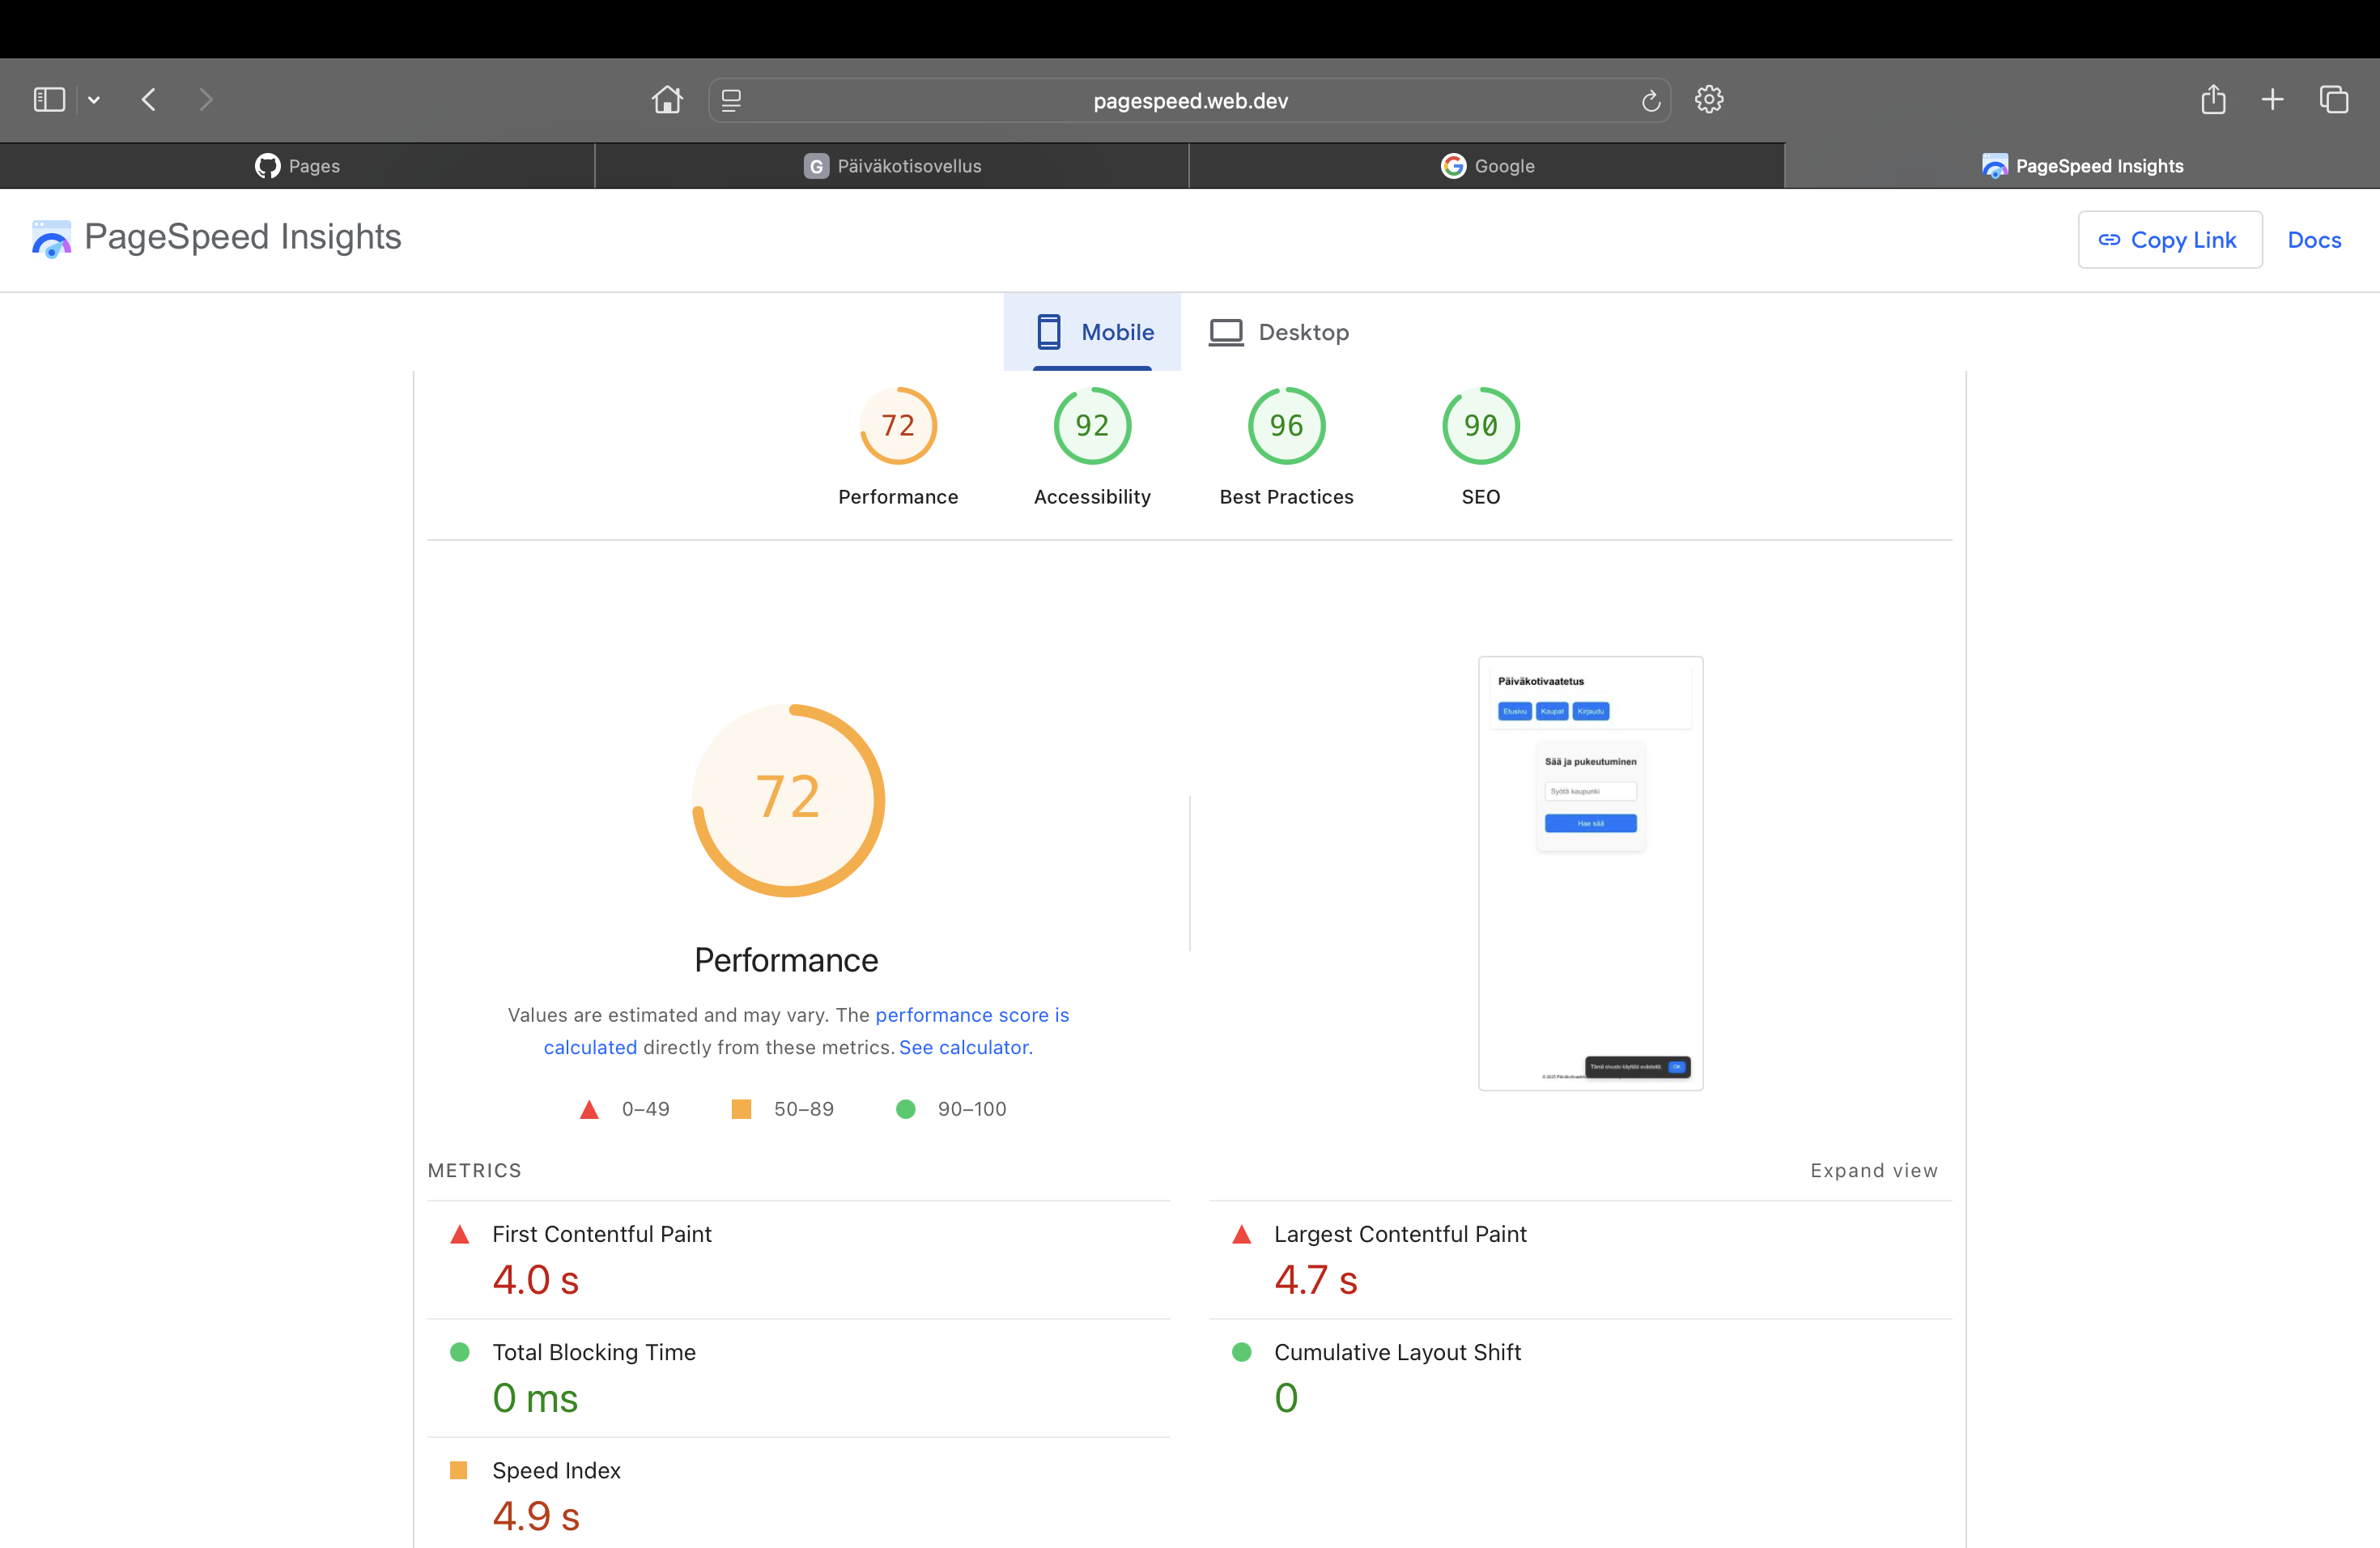 pagespeed.web.dev
Pages
G Päiväkotisovellus
Google
PageSpeed Insights
PageSpeed Insights
Copy Link
Docs
Mobile
Desktop
72
92
96
90
Performance
Accessibility
Best Practices
SEO
72
Performance
Values are estimated and may vary. The performance score is
calculated directly from these metrics. See calculator.
0–49
50–89
90–100
Päiväkotivaatetus
Etusivu
Kaupat
Kirjaudu
Sää ja pukeutuminen
Syötä kaupunki
Hae sää
Tämä sivusto käyttää evästeitä.
OK
METRICS
Expand view
First Contentful Paint
4.0 s
Largest Contentful Paint
4.7 s
Total Blocking Time
0 ms
Cumulative Layout Shift
0
Speed Index
4.9 s